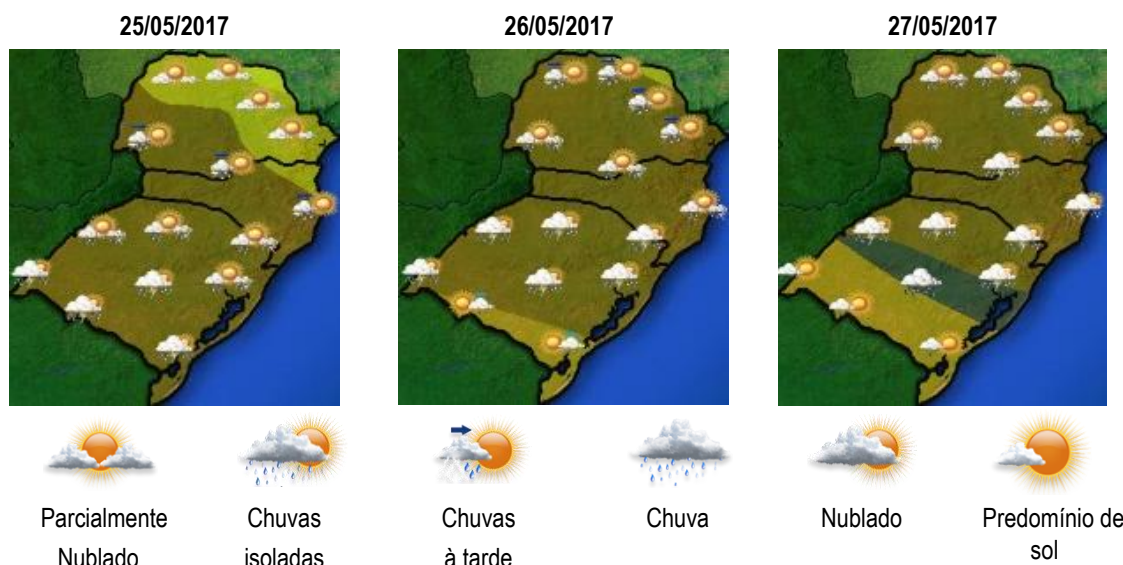 25/05/2017 26/05/2017 27/05/2017
Parcialmente Chuvas Chuvas Chuva Nublado Predomínio de
Nublado isoladas à tarde sol